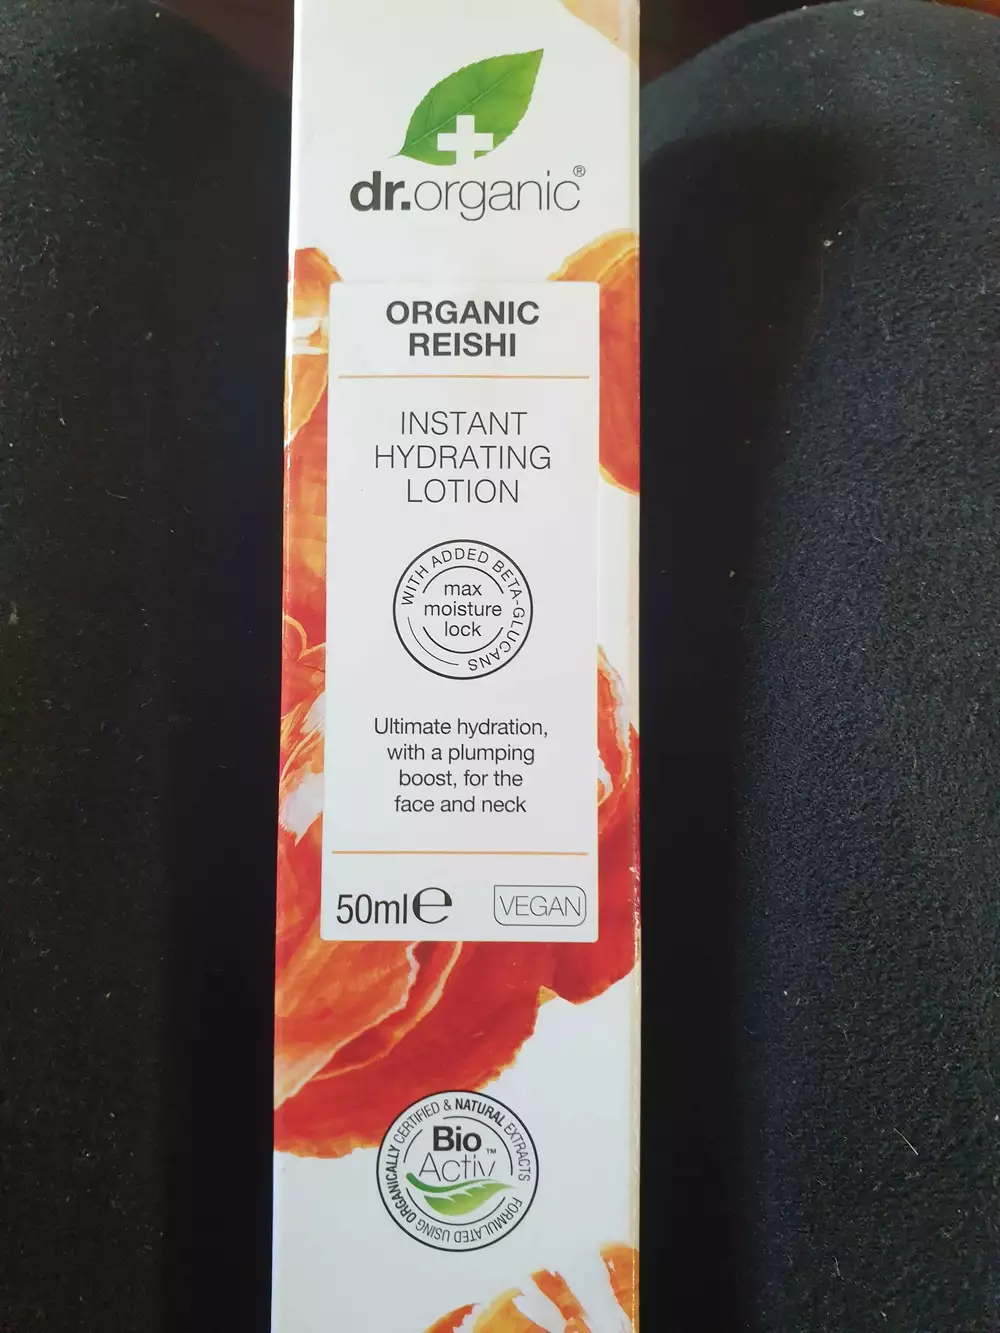 dr.organic®
ORGANIC
REISHI
INSTANT
HYDRATING
LOTION
WITH ADDED BETA-GLUCANS
max
moisture
lock
Ultimate hydration,
with a plumping
boost, for the
face and neck
50ml℮
VEGAN
FORMULATED USING ORGANICALLY CERTIFIED & NATURAL EXTRACTS
Bio
Activ™